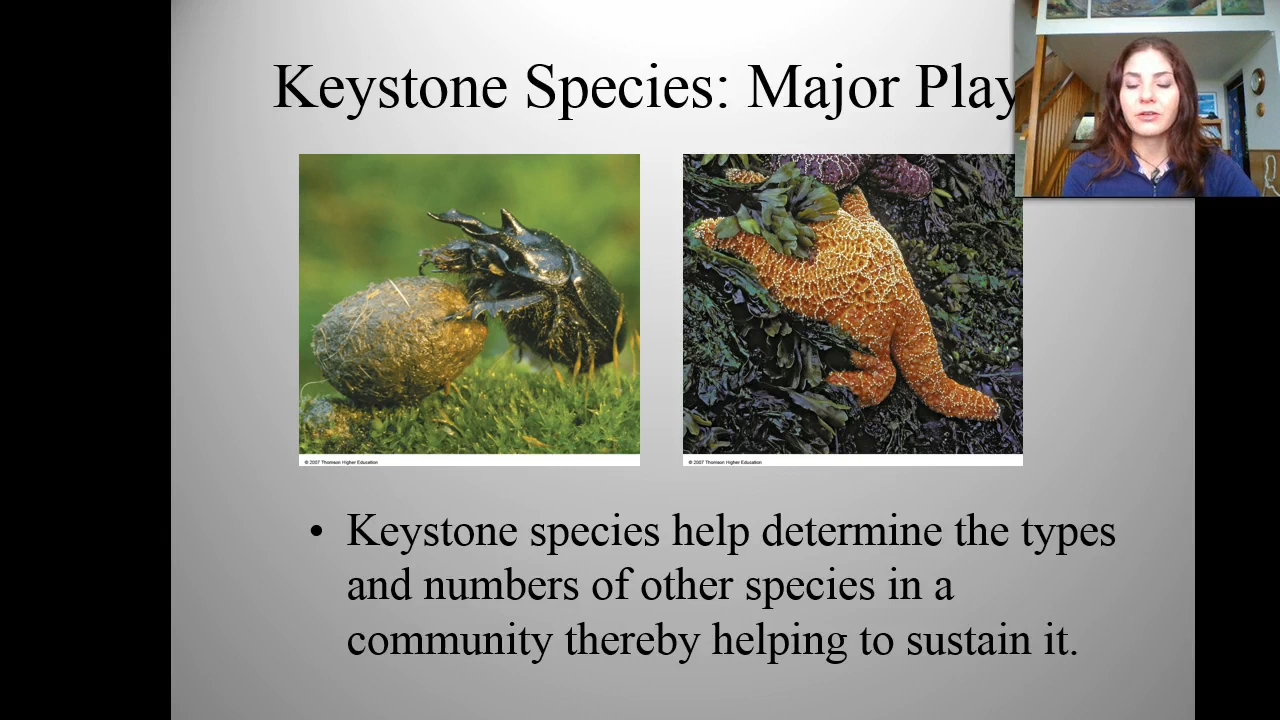 Keystone Species: Major Play
© 2007 Thomson Higher Education
© 2007 Thomson Higher Education
• Keystone species help determine the types
and numbers of other species in a
community thereby helping to sustain it.